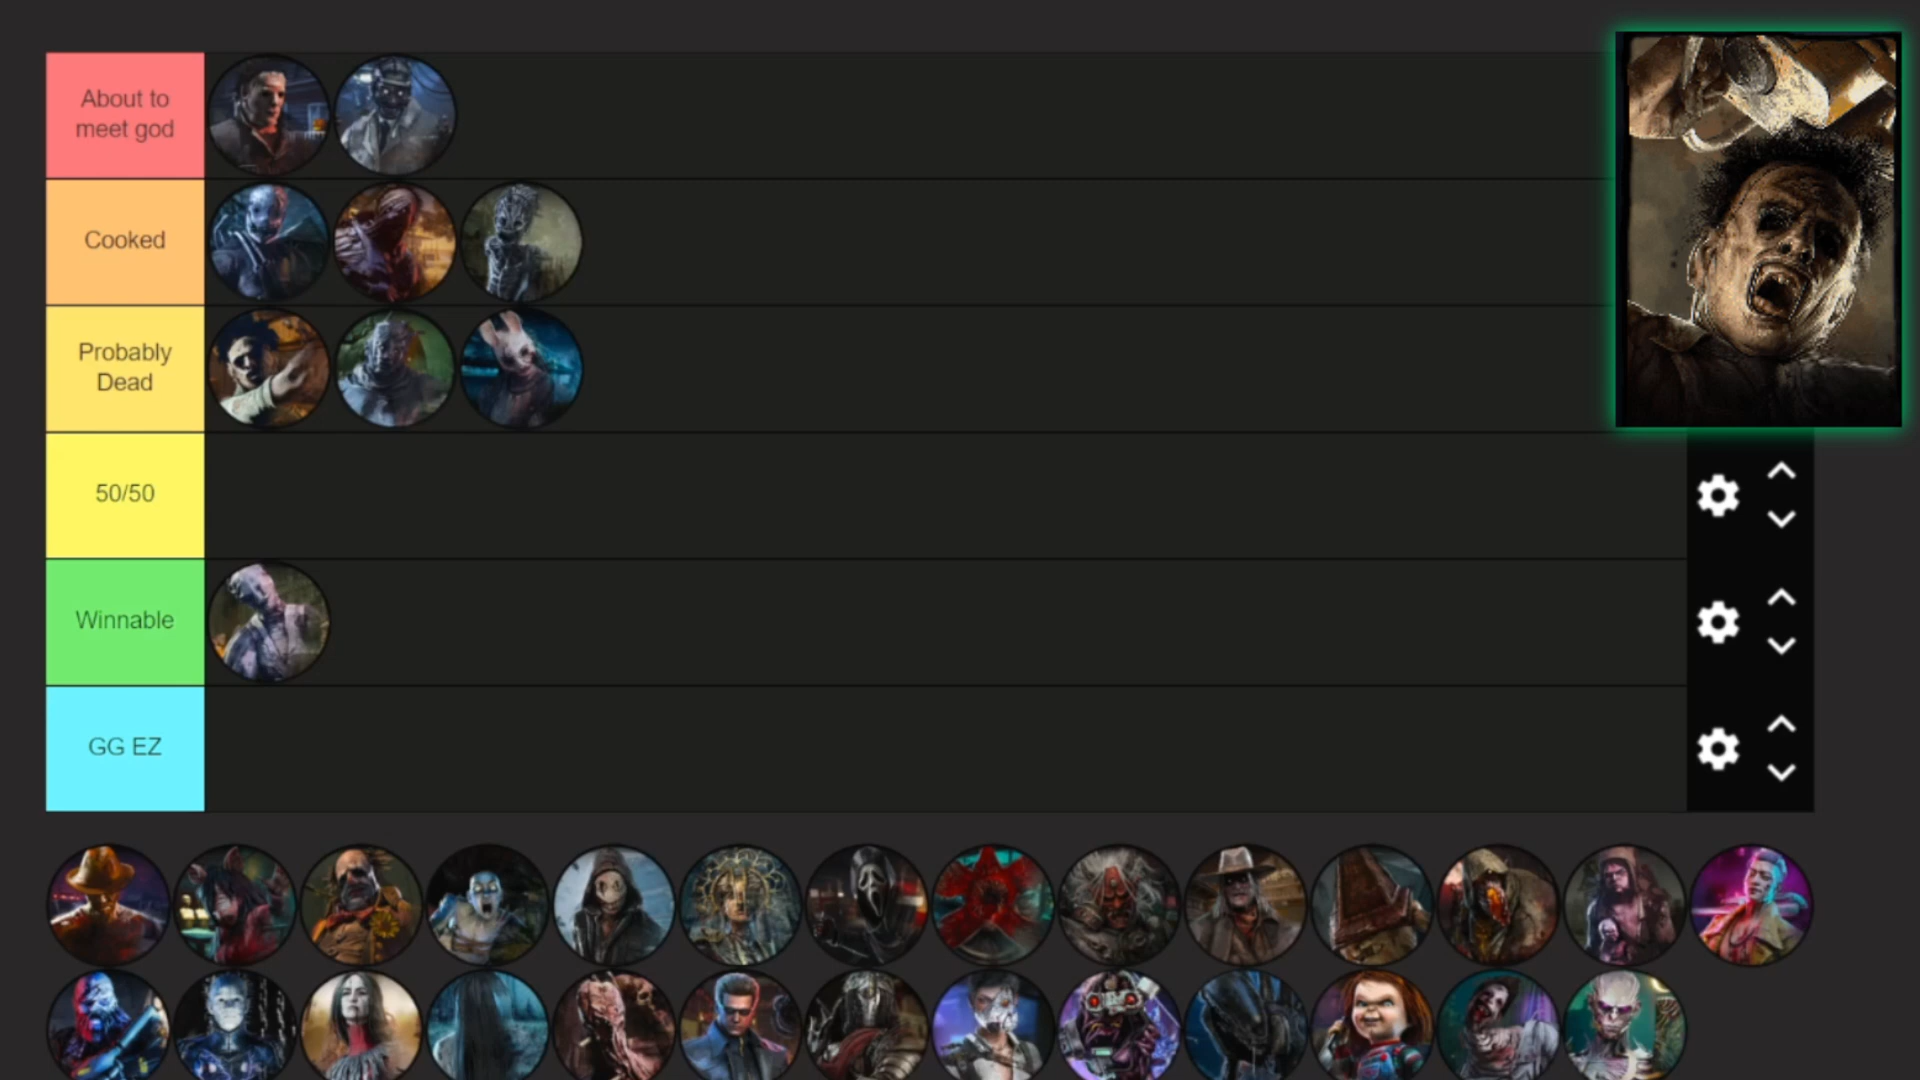 About to
meet god
Cooked
Probably
Dead
50/50
Winnable
GG EZ